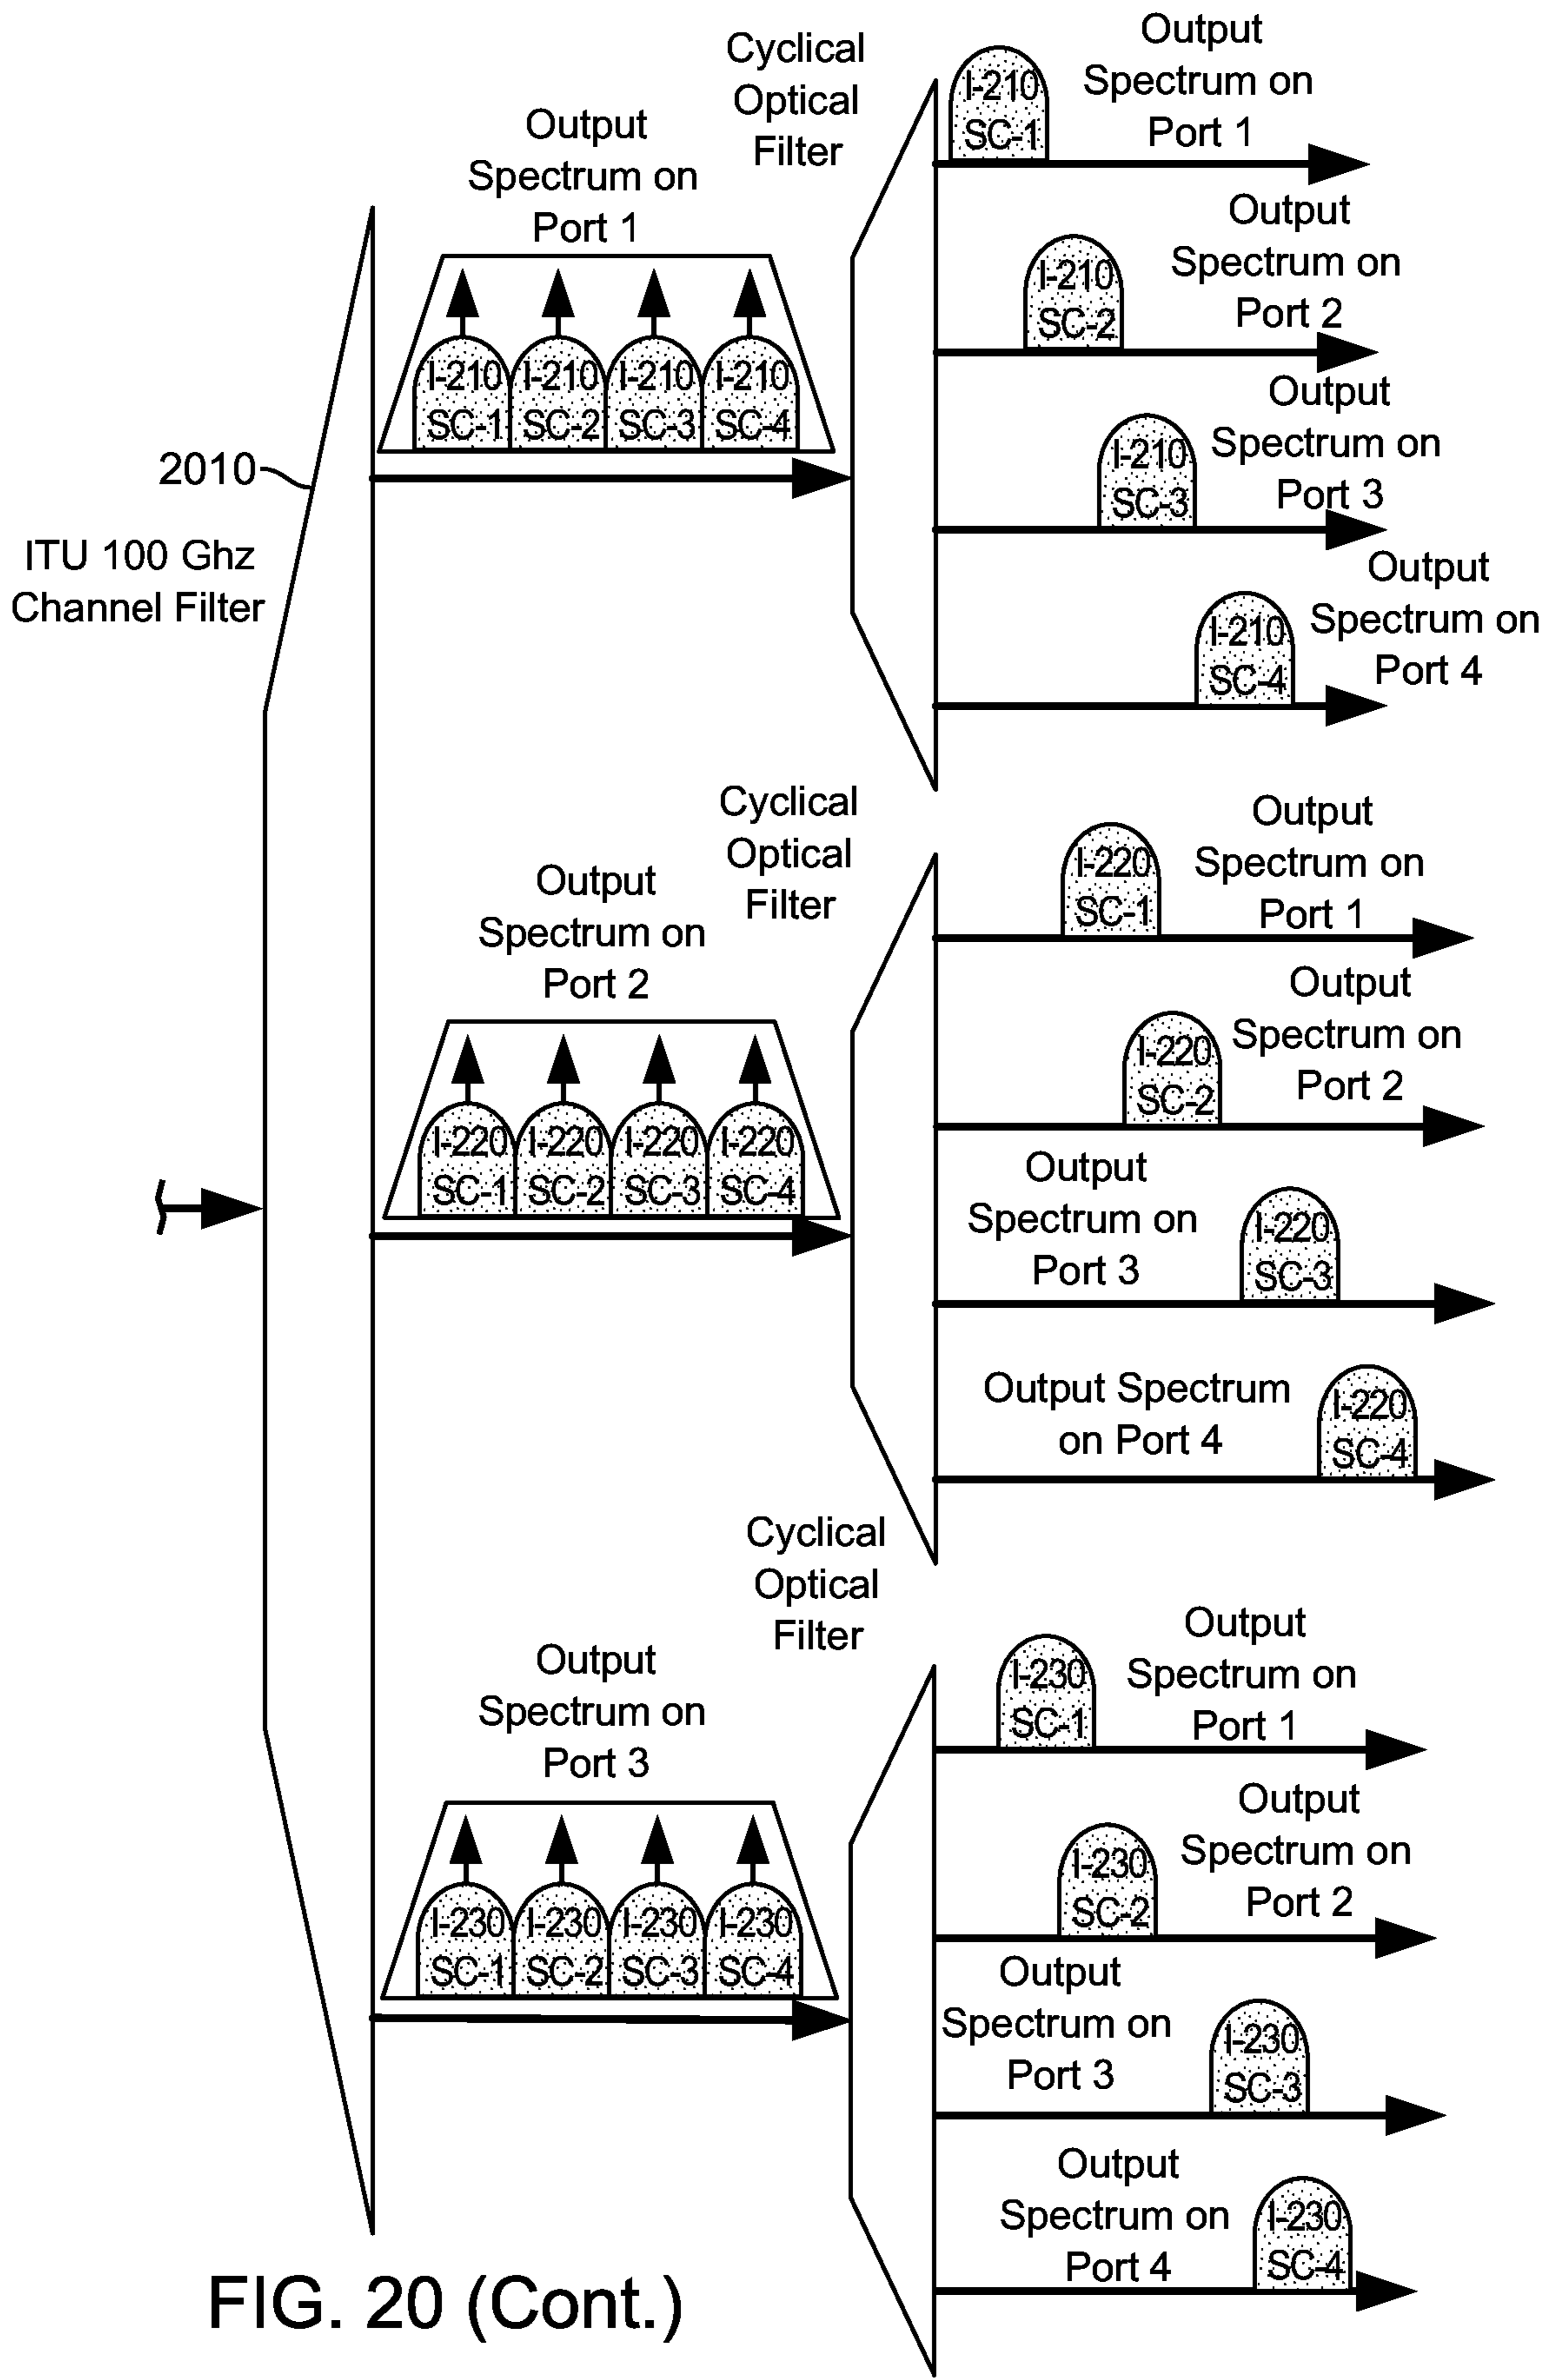 Cyclical
Optical
Filter
Output
Spectrum on
Port 1
I-210
SC-1
Output
Spectrum on
Port 1
Output
Spectrum on
Port 2
I-210
SC-2
I-210 I-210 I-210 I-210
SC-1 SC-2 SC-3 SC-4
Output
Spectrum on
Port 3
I-210
SC-3
2010
ITU 100 Ghz
Channel Filter
Output
Spectrum on
Port 4
I-210
SC-4
Cyclical
Optical
Filter
Output
Spectrum on
Port 1
I-220
SC-1
Output
Spectrum on
Port 2
Output
Spectrum on
Port 2
I-220
SC-2
I-220 I-220 I-220 I-220
SC-1 SC-2 SC-3 SC-4
Output
Spectrum on
Port 3
I-220
SC-3
Output Spectrum
on Port 4
I-220
SC-4
Cyclical
Optical
Filter
Output
Spectrum on
Port 3
I-230
SC-1
Output
Spectrum on
Port 1
Output
Spectrum on
Port 2
I-230
SC-2
I-230 I-230 I-230 I-230
SC-1 SC-2 SC-3 SC-4
Output
Spectrum on
Port 3
I-230
SC-3
Output
Spectrum on
Port 4
I-230
SC-4
FIG. 20 (Cont.)